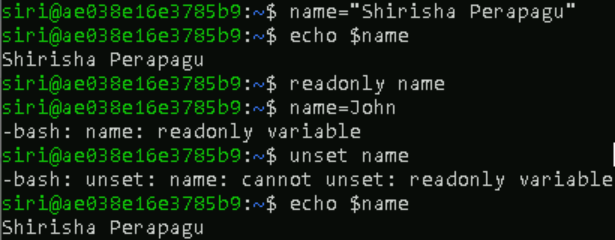 siri@ae038e16e3785b9:~$ name="Shirisha Perapagu"
siri@ae038e16e3785b9:~$ echo $name
Shirisha Perapagu
siri@ae038e16e3785b9:~$ readonly name
siri@ae038e16e3785b9:~$ name=John
-bash: name: readonly variable
siri@ae038e16e3785b9:~$ unset name
-bash: unset: name: cannot unset: readonly variable
siri@ae038e16e3785b9:~$ echo $name
Shirisha Perapagu